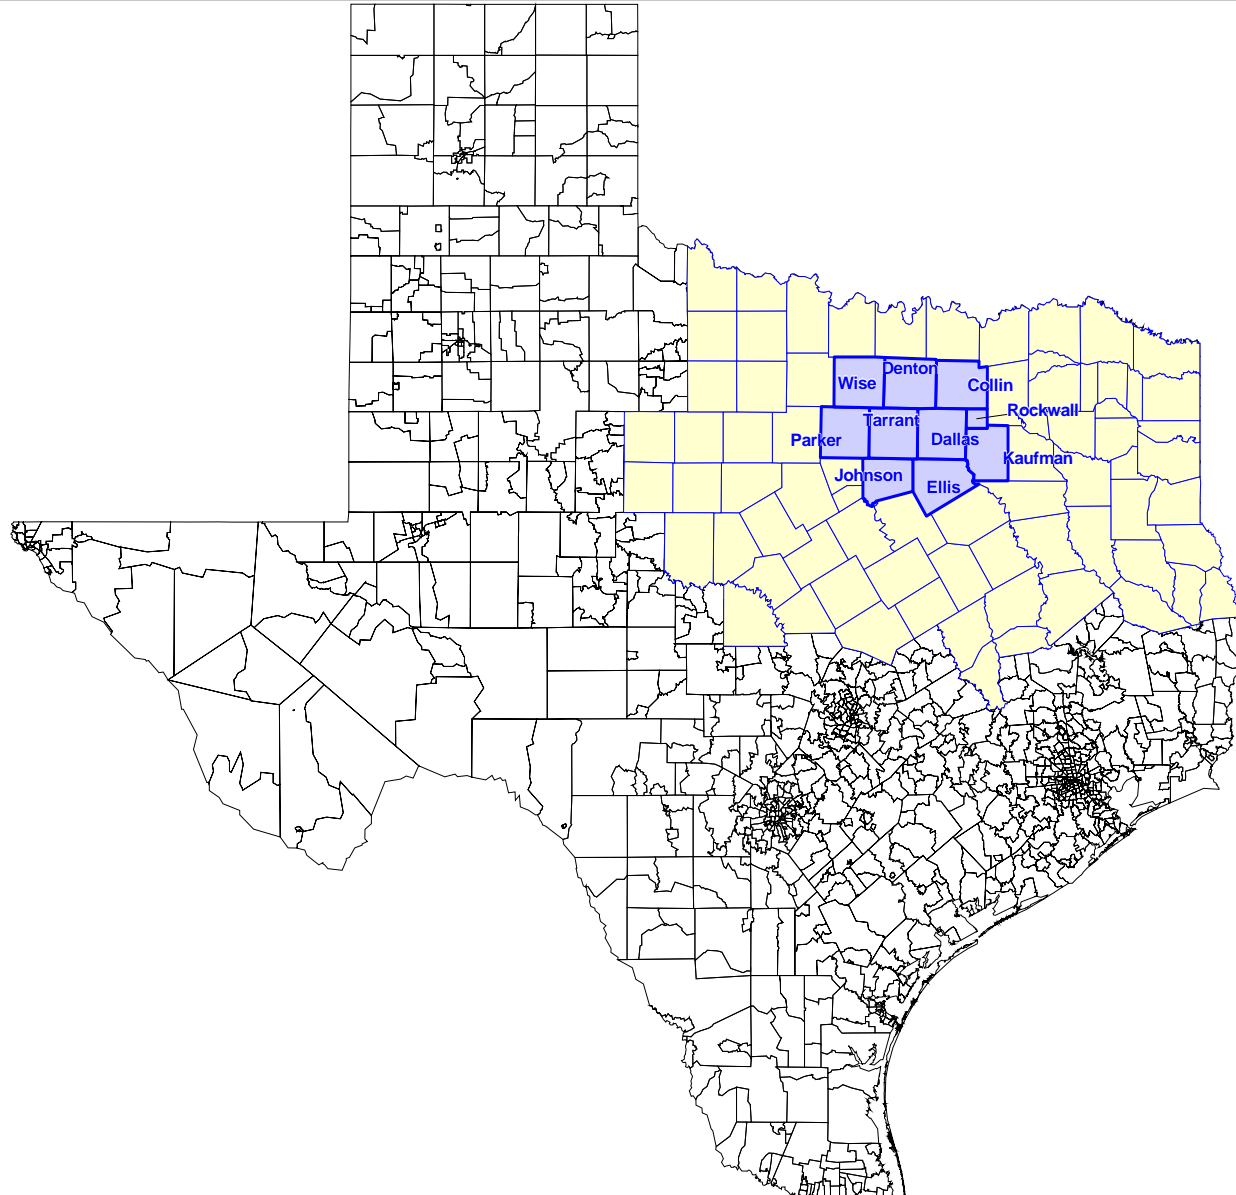 Denton
Wise
Collin
Rockwall
Tarrant
Parker
Dallas
Kaufman
Johnson
Ellis